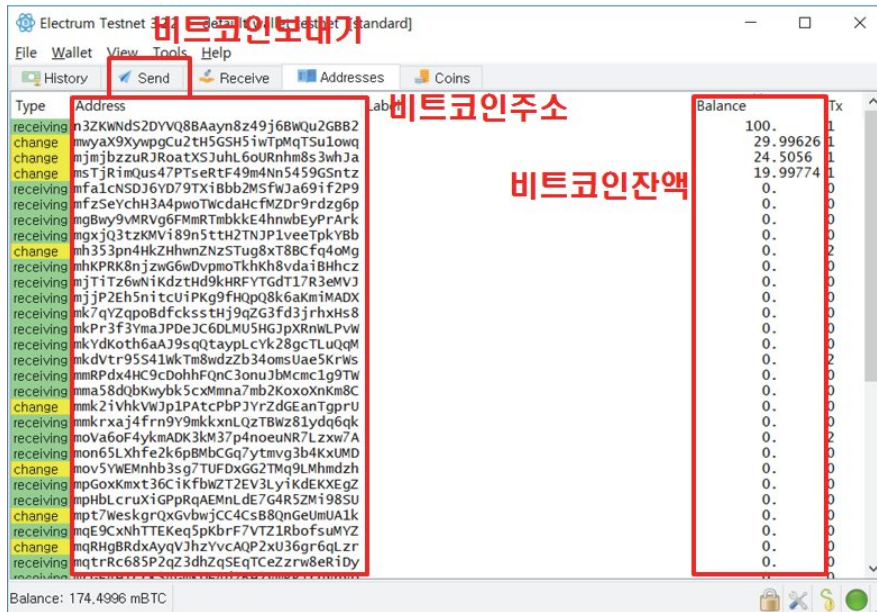 Electrum Testnet 3.2.2 - default_wallet testnet [standard]
비트코인보내기
File Wallet View Tools Help
History Send Receive Addresses Coins
Type Address Label Balance Tx
비트코인주소
receiving n3ZKWNdS2DYVQ8BAayn8z49j6BWQu2GBB2 100. 1
change mwyaX9XywpgCu2tH5GSH5iwTpMqTSu1owq 29.99626 1
change mjmjbzzuRJRoatXSJuhL6oURnhm8s3whJa 24.5056 1
change msTjRimQus47PTseRtF49m4Nn5459GSntz 19.99774 1
비트코인잔액
receiving mfa1cNSDJ6YD79TXiBbb2MSfWJa69if2P9 0. 0
receiving mfzSeYchH3A4pwoTWcdaHcfMZDr9rdzg6p 0. 0
receiving mgBwy9vMRVg6FMmRTmbkkE4hnwbEyPrArk 0. 0
receiving mgxjQ3tzKMVi89n5ttH2TNJP1veeTpkYBb 0. 0
change mh353pn4HkZHhwnZNzSTug8xT8BCfq4oMg 0. 2
receiving mhKPRK8njzwG6wDvpmoTkhKh8vdaiBHhcz 0. 0
receiving mjTiTz6wNiKdztHd9kHRFYTGdT17R3eMVJ 0. 0
receiving mjjP2Eh5nitcUiPKg9fHQpQ8k6aKmiMADX 0. 0
receiving mk7qYZqpoBdfcksstHj9qZG3fd3jrhxHs8 0. 0
receiving mkPr3f3YmaJPDeJC6DLMU5HGJpXRnWLPvW 0. 0
receiving mkYdKoth6aAJ9sqQtaypLcYk28gcTLuQqM 0. 0
receiving mkdVtr95S41WkTm8wdzZb34omsUae5KrWs 0. 2
receiving mmRPdx4HC9cDohhFQnC3onuJbMcmc1g9TW 0. 0
receiving mma58dQbKwybk5cxMmna7mb2KoxoXnKm8C 0. 0
change mmk2iVhkVWJp1PAtcPbPJYrZdGEanTgprU 0. 0
receiving mmkrxaj4frn9Y9mkkxnLQzTBWz81ydq6qk 0. 0
receiving moVa6oF4ykmADK3kM37p4noeuNR7Lzxw7A 0. 2
receiving mon65LXhfe2k6pBMbCGq7ytmvg3b4KxUMD 0. 0
change mov5YWEMnhb3sg7TUFDxGG2TMq9LMhmdzh 0. 0
receiving mpGoxKmxt36CiKfbWZT2EV3LyiKdEKXEgZ 0. 0
receiving mpHbLcruXiGPpRqAEMnLdE7G4R5ZMi98SU 0. 0
change mpt7WeskgrQxGvbwjCC4CsB8QnGeUmUA1k 0. 0
receiving mqE9CxNhTTEKeq5pKbrF7VTZ1RbofsuMYZ 0. 0
change mqRHgBRdxAyqVJhzYvcAQP2xU36gr6qLzr 0. 0
receiving mqtrRc685P2qZ3dhZqSEqTCeZzrw8eRiDy 0. 0
Balance: 174.4996 mBTC